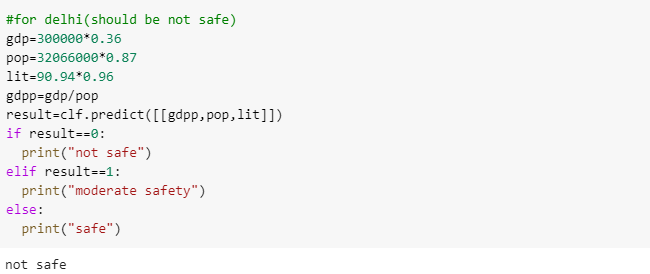 #for delhi(should be not safe)
gdp=300000*0.36
pop=32066000*0.87
lit=90.94*0.96
gdpp=gdp/pop
result=clf.predict([[gdpp,pop,lit]])
if result==0:
  print("not safe")
elif result==1:
  print("moderate safety")
else:
  print("safe")
not safe